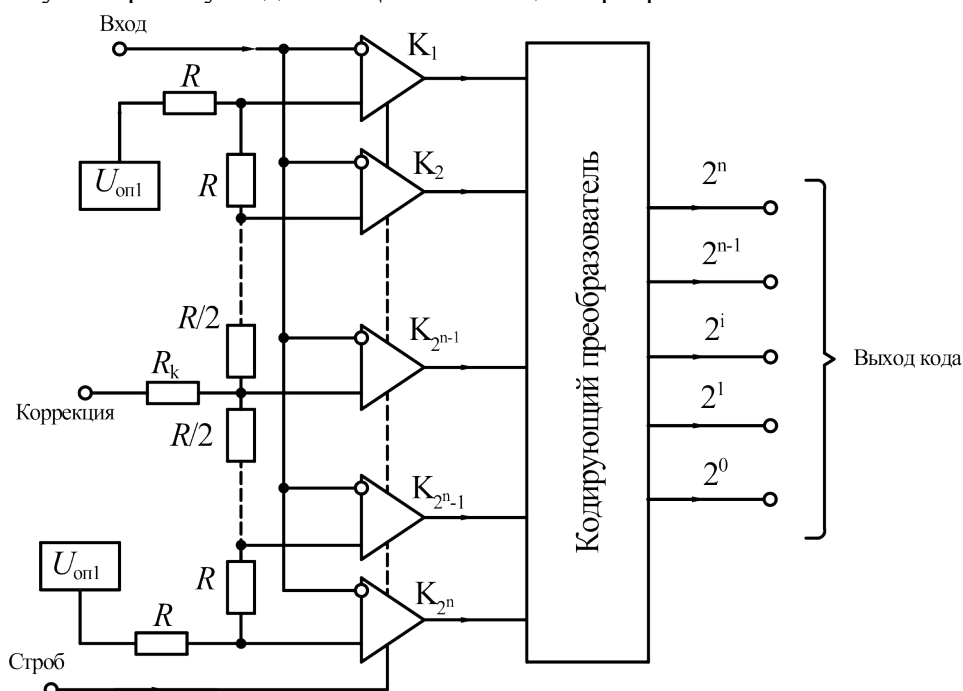 Вход
K₁
R
Uоп1
R
K₂
R/2
K₂ⁿ⁻¹
Rk
Коррекция
R/2
K₂ⁿ₋₁
Uоп1
R
K₂ⁿ
R
Строб
Кодирующий преобразователь
2ⁿ
2ⁿ⁻¹
2ⁱ
2¹
2⁰
Выход кода